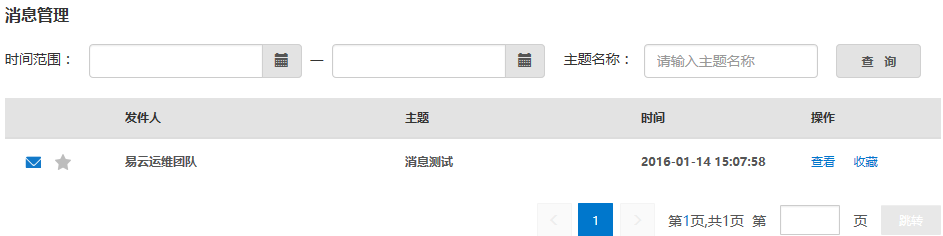 消息管理
时间范围： — 主题名称： 请输入主题名称 查 询
发件人 主题 时间 操作
易云运维团队 消息测试 2016-01-14 15:07:58 查看 收藏
1 第1页,共1页 第 页 跳转